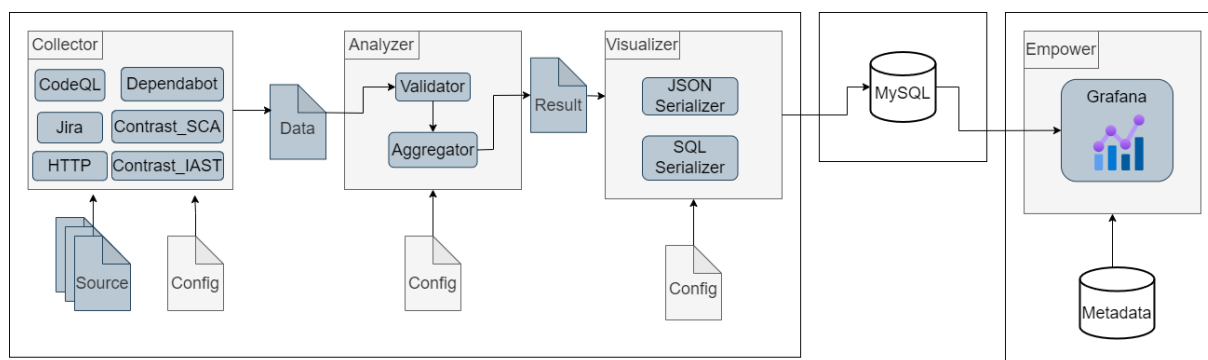 Collector
CodeQL
Dependabot
Jira
Contrast_SCA
HTTP
Contrast_IAST
Source
Config
Data
Analyzer
Validator
Aggregator
Config
Result
Visualizer
JSON
Serializer
SQL
Serializer
Config
MySQL
Empower
Grafana
Metadata